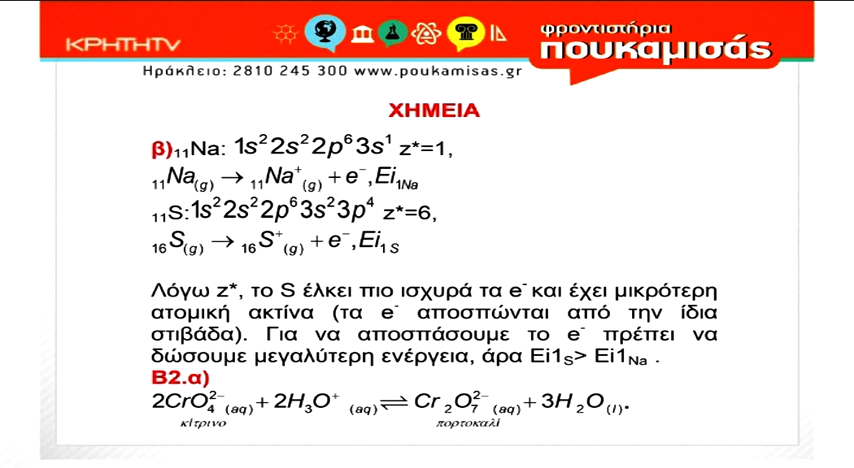 ΚΡΗΤΗTV
φροντιστήρια
πουκαμισάς
Ηράκλειο: 2810 245 300 www.poukamisas.gr
ΧΗΜΕΙΑ
β)₁₁Na: 1s²2s²2p⁶3s¹ z*=1,
₁₁Na(g) → ₁₁Na⁺(g) + e⁻, Ei₁Na
₁₁S:1s²2s²2p⁶3s²3p⁴ z*=6,
₁₆S(g) → ₁₆S⁺(g) + e⁻, Ei₁S
Λόγω z*, το S έλκει πιο ισχυρά τα e⁻ και έχει μικρότερη
ατομική ακτίνα (τα e⁻ αποσπώνται από την ίδια
στιβάδα). Για να αποσπάσουμε το e⁻ πρέπει να
δώσουμε μεγαλύτερη ενέργεια, άρα Ei1S> Ei1Na .
Β2.α)
2CrO₄²⁻(aq) + 2H₃O⁺ (aq) ⇌ Cr₂O₇²⁻(aq) + 3H₂O(l).
κίτρινο πορτοκαλί